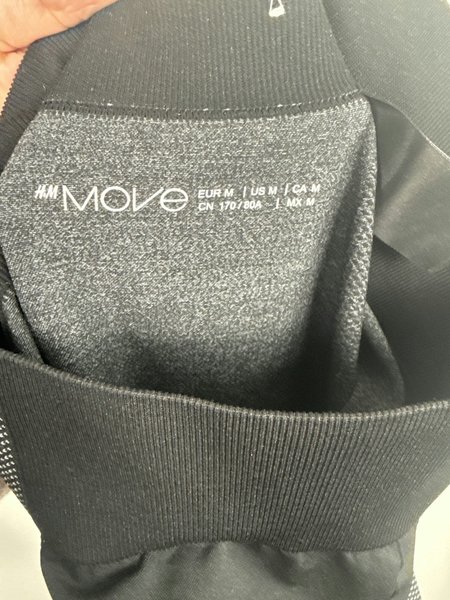 H&M MOVE EUR M | US M | CA M
CN 170/80A | MX M